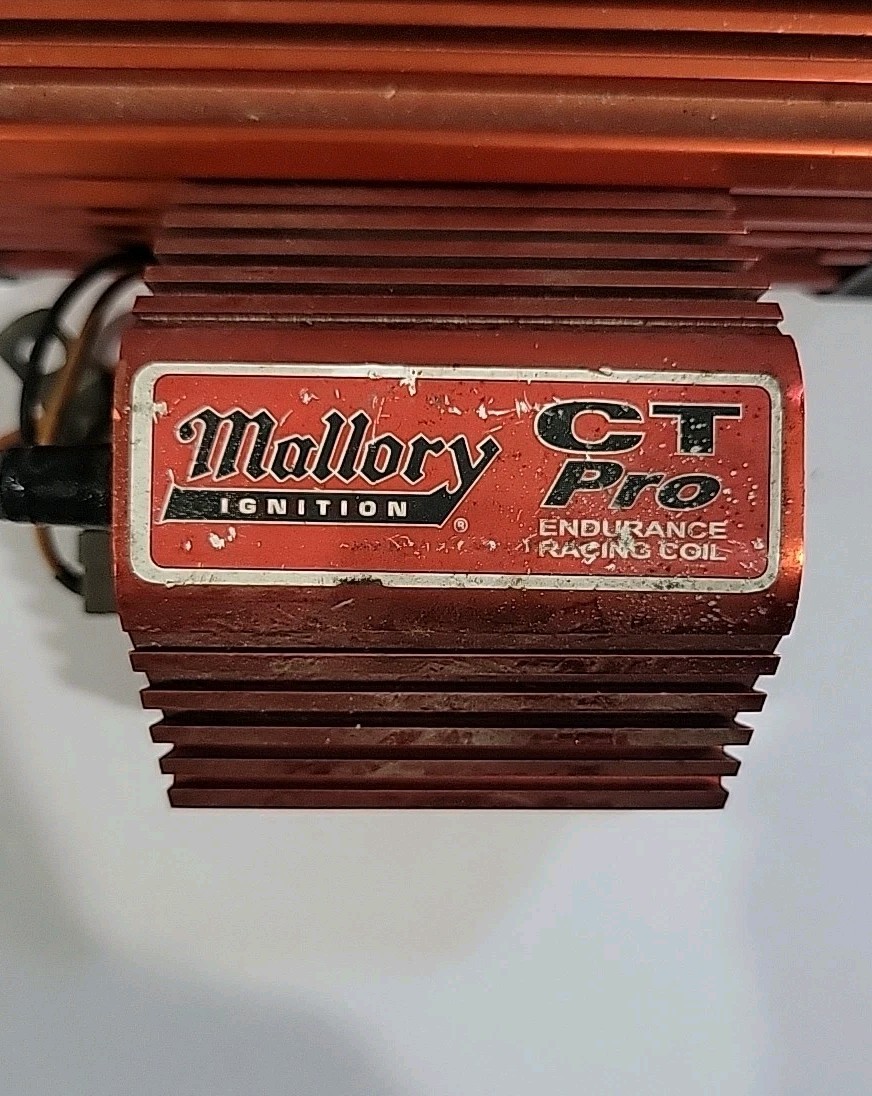 Mallory
IGNITION
®
CT
Pro
ENDURANCE
RACING COIL